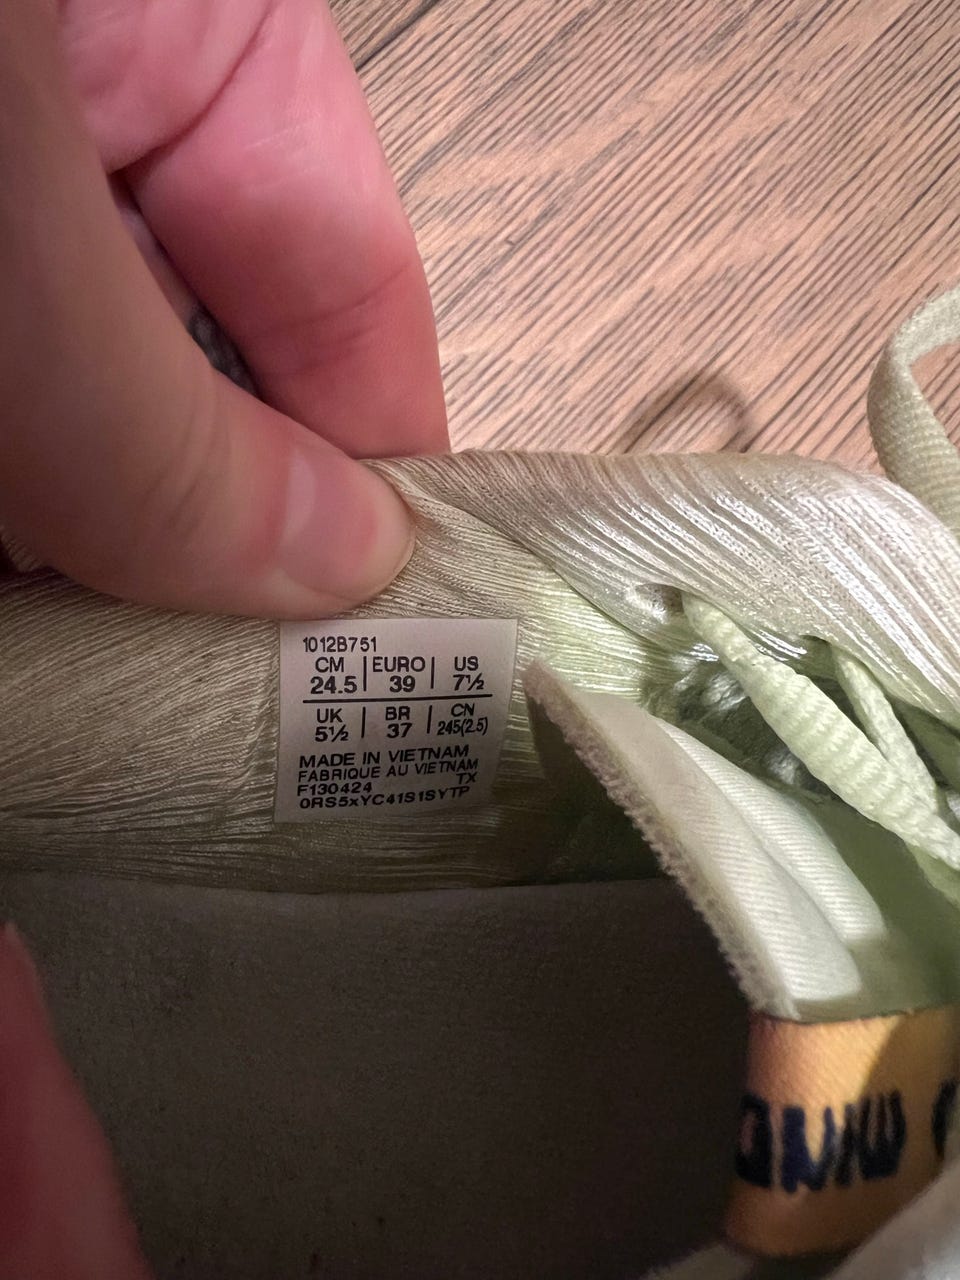 1012B751
CM | EURO | US
24.5 | 39 | 7½
UK | BR | CN
5½ | 37 | 245(2.5)
MADE IN VIETNAM
FABRIQUE AU VIETNAM
F130424 TX
0RS5xYC41S1SYTP